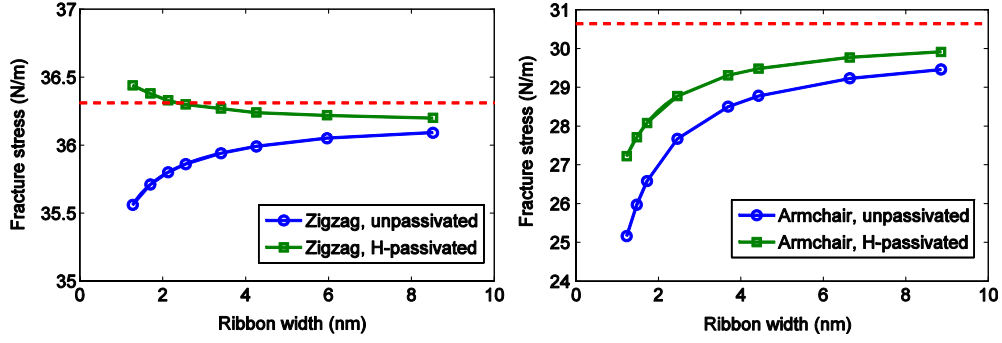 37
36.5
36
35.5
35
Fracture stress (N/m)
0 2 4 6 8 10
Ribbon width (nm)
Zigzag, unpassivated
Zigzag, H-passivated
31
30
29
28
27
26
25
24
Fracture stress (N/m)
0 2 4 6 8 10
Ribbon width (nm)
Armchair, unpassivated
Armchair, H-passivated